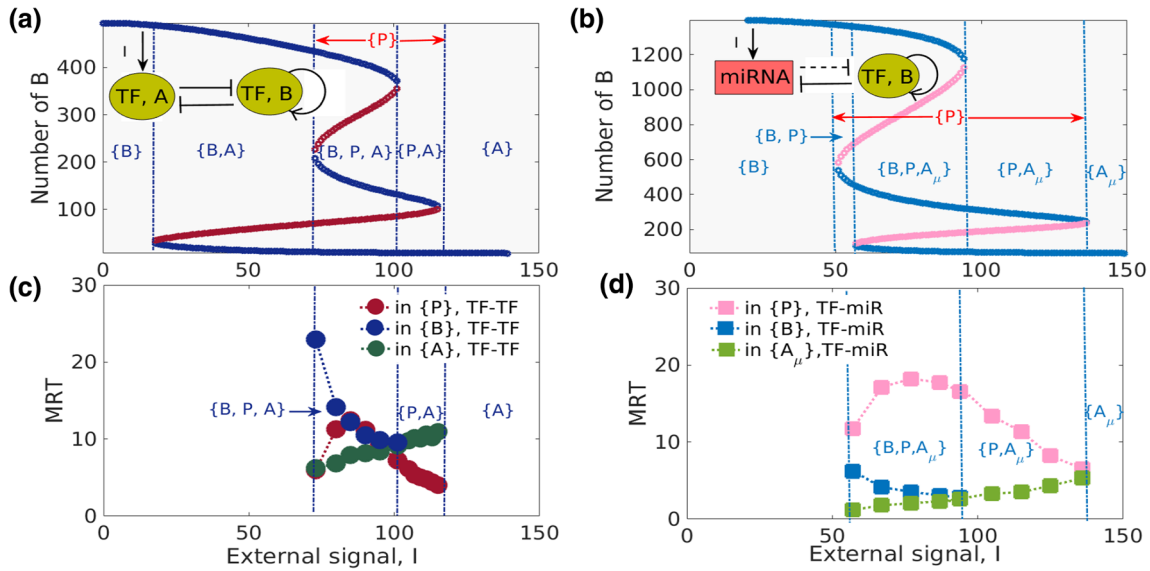 (a)
{P}
I
TF, A
TF, B
{B}
{B,A}
{B, P, A}
{P,A}
{A}
Number of B
400
300
200
100
0
50
100
150
(b)
I
miRNA
TF, B
{P}
{B, P}
{B}
{B,P,Aμ}
{P,Aμ}
{Aμ}
Number of B
1200
1000
800
600
400
200
0
50
100
150
(c)
in {P}, TF-TF
in {B}, TF-TF
in {A}, TF-TF
{B, P, A}
{P,A}
{A}
MRT
30
20
10
0
0
50
100
150
External signal, I
(d)
in {P}, TF-miR
in {B}, TF-miR
in {Aμ},TF-miR
{B,P,Aμ}
{P,Aμ}
{Aμ}
MRT
30
20
10
0
0
50
100
150
External signal, I